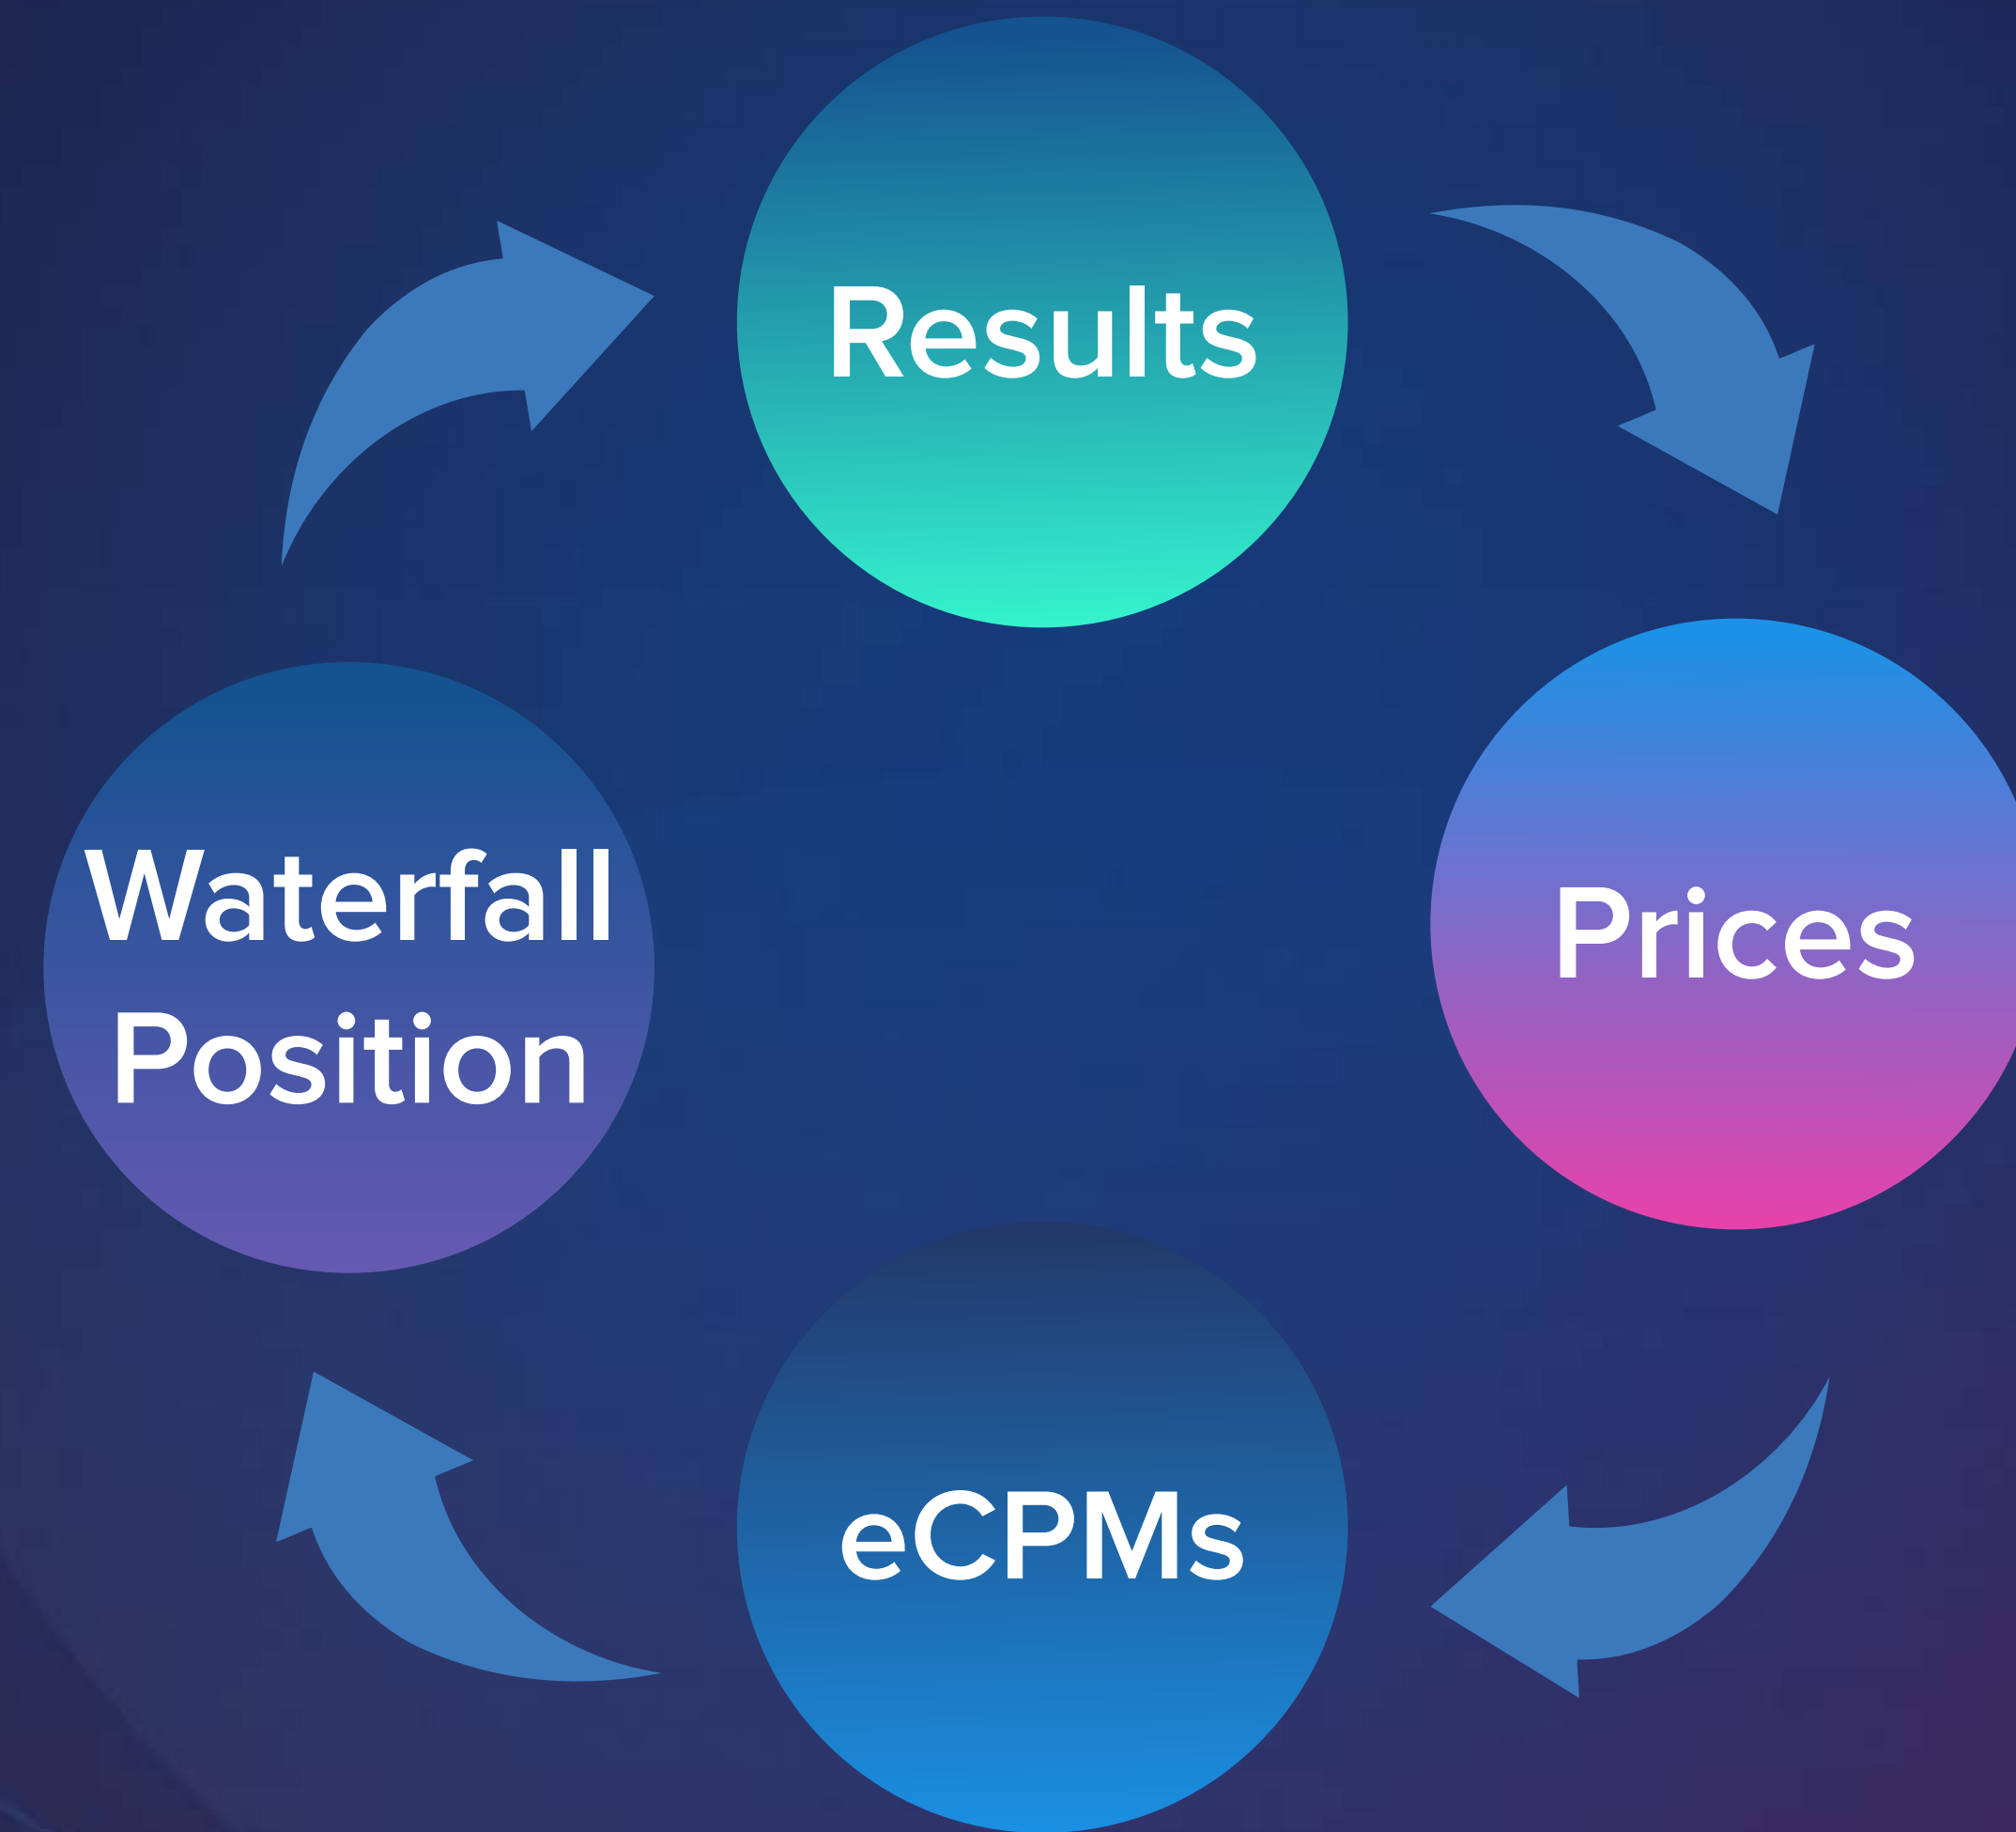 Results
Prices
Waterfall
Position
eCPMs